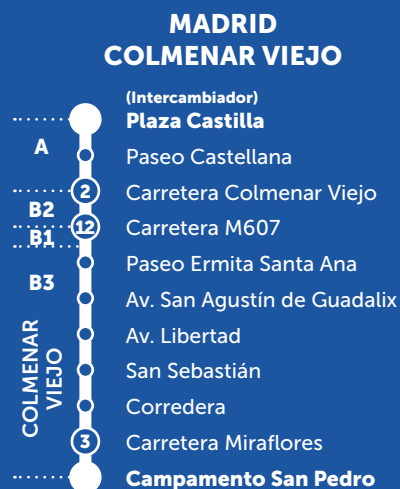 MADRID
COLMENAR VIEJO
(Intercambiador)
Plaza Castilla
A
Paseo Castellana
2
Carretera Colmenar Viejo
B2
12
Carretera M607
B1
Paseo Ermita Santa Ana
B3
Av. San Agustín de Guadalix
Av. Libertad
San Sebastián
Corredera
COLMENAR
VIEJO
3
Carretera Miraflores
Campamento San Pedro